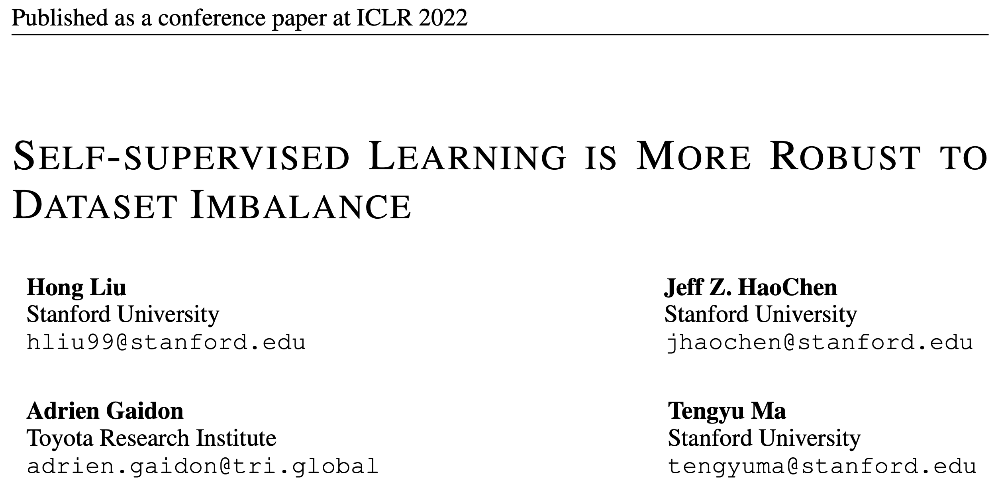 Published as a conference paper at ICLR 2022
SELF-SUPERVISED LEARNING IS MORE ROBUST TO
DATASET IMBALANCE
Hong Liu
Stanford University
hliu99@stanford.edu
Jeff Z. HaoChen
Stanford University
jhaochen@stanford.edu
Adrien Gaidon
Toyota Research Institute
adrien.gaidon@tri.global
Tengyu Ma
Stanford University
tengyuma@stanford.edu